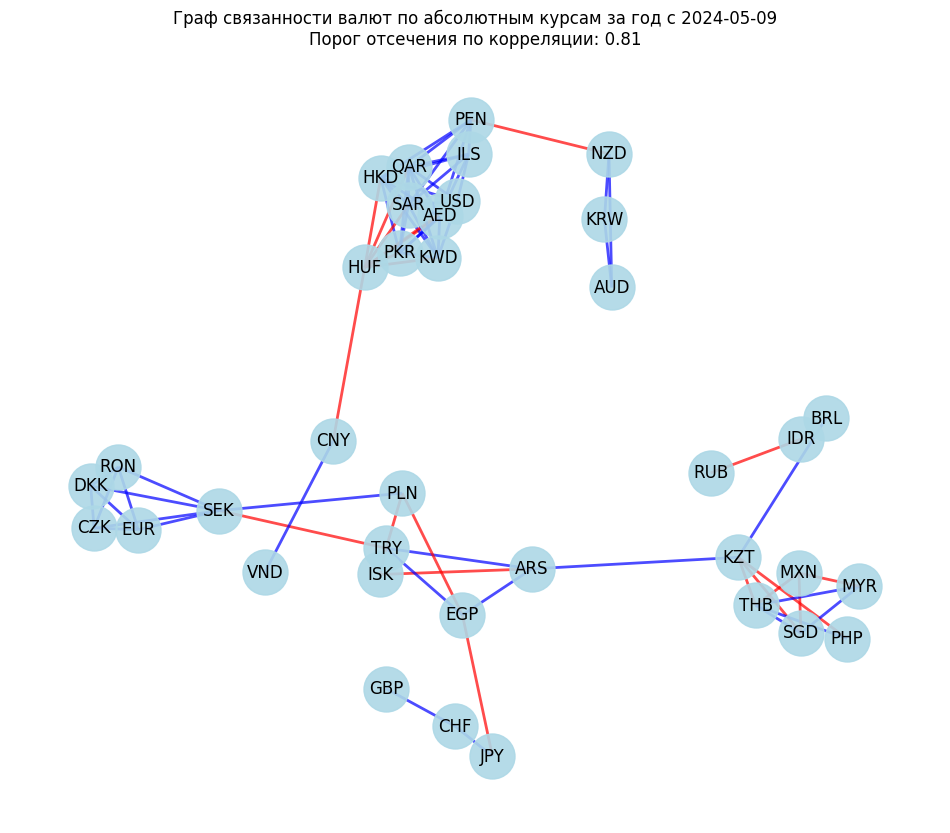 Граф связанности валют по абсолютным курсам за год с 2024-05-09
Порог отсечения по корреляции: 0.81
PEN
ILS
NZD
QAR
HKD
USD
SAR
AED
KRW
PKR
KWD
HUF
AUD
BRL
IDR
CNY
RON
RUB
DKK
PLN
SEK
CZK
EUR
TRY
KZT
VND
ISK
ARS
MXN
MYR
THB
EGP
SGD
PHP
GBP
CHF
JPY